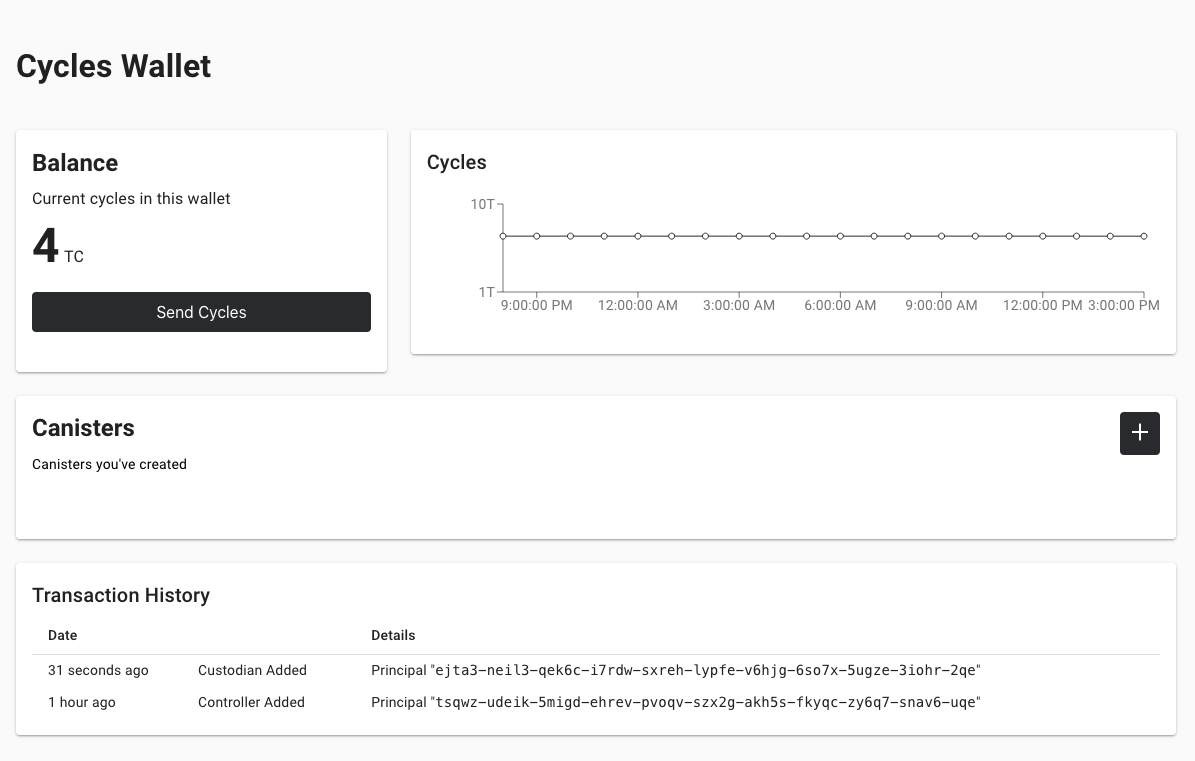 Cycles Wallet
Balance
Current cycles in this wallet
4 TC
Send Cycles
Cycles
10T
1T
9:00:00 PM 12:00:00 AM 3:00:00 AM 6:00:00 AM 9:00:00 AM 12:00:00 PM 3:00:00 PM
Canisters
+
Canisters you've created
Transaction History
Date Details
31 seconds ago Custodian Added Principal "ejta3-neil3-qek6c-i7rdw-sxreh-lypfe-v6hjg-6so7x-5ugze-3iohr-2qe"
1 hour ago Controller Added Principal "tsqwz-udeik-5migd-ehrev-pvoqv-szx2g-akh5s-fkyqc-zy6q7-snav6-uqe"